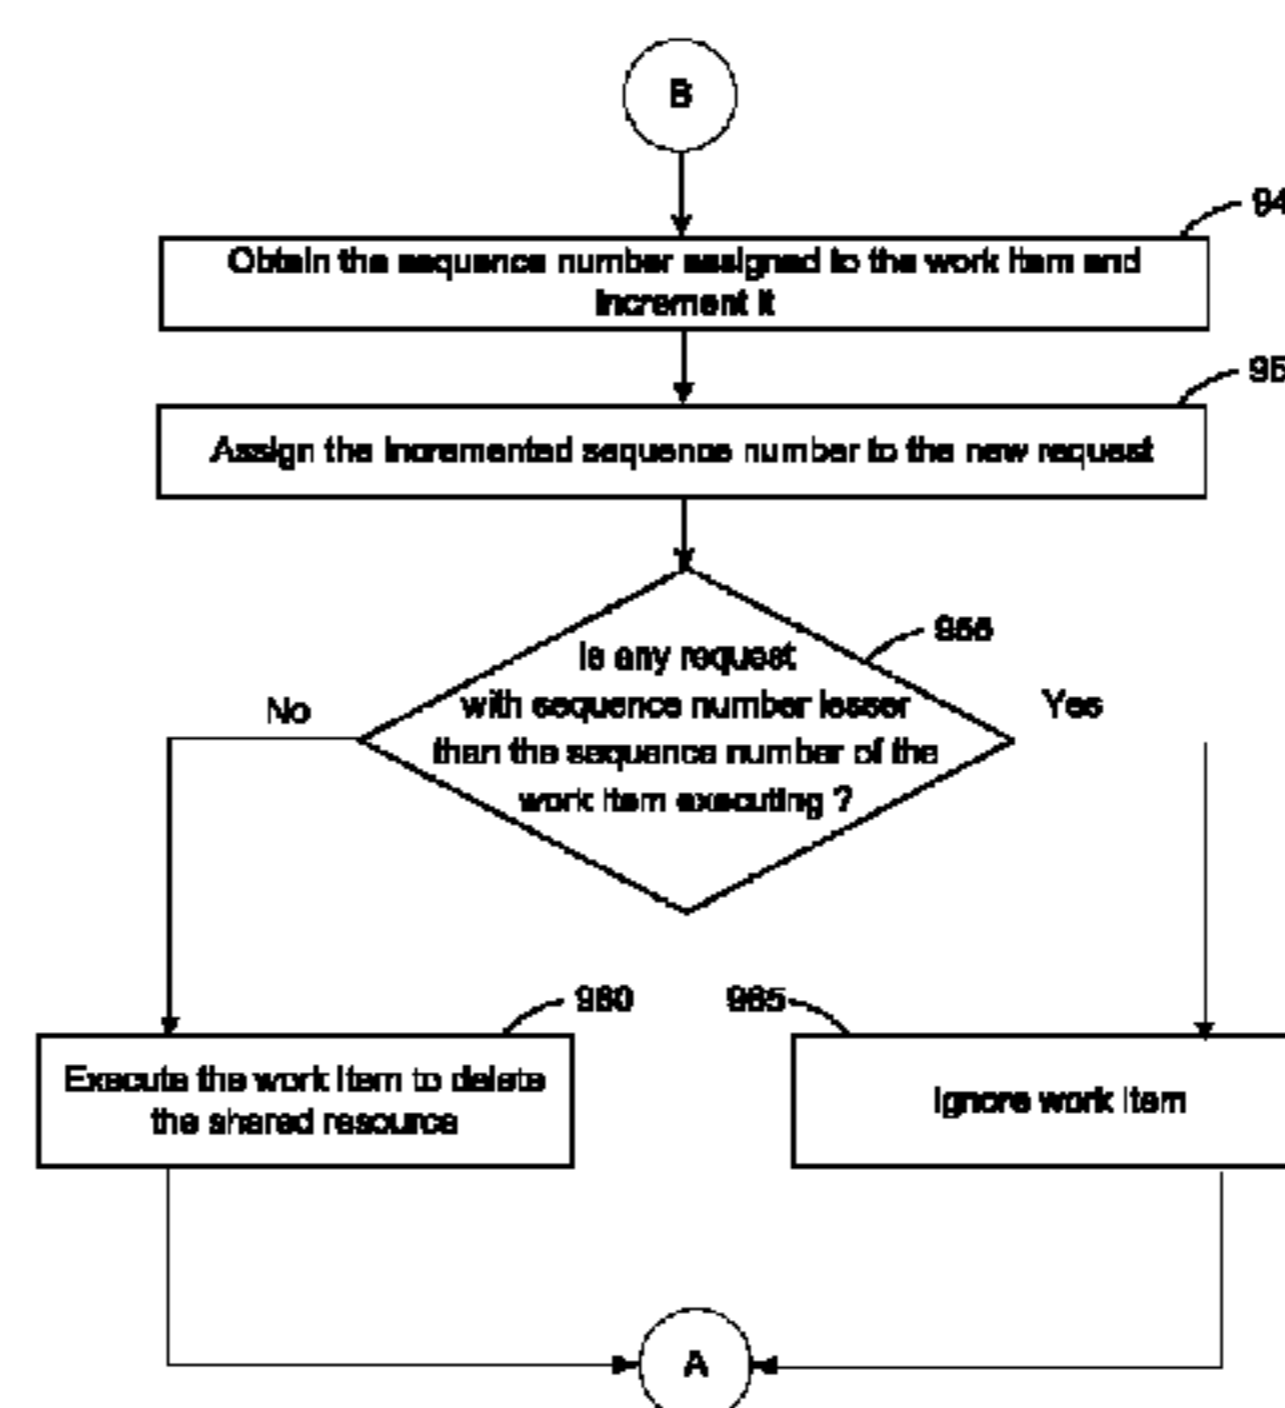 B
94
Obtain the sequence number assigned to the work item and
increment it
95
Assign the incremented sequence number to the new request
955
Is any request
with sequence number lesser
than the sequence number of the
work item executing ?
No
Yes
960
965
Execute the work item to delete
the shared resource
Ignore work item
A